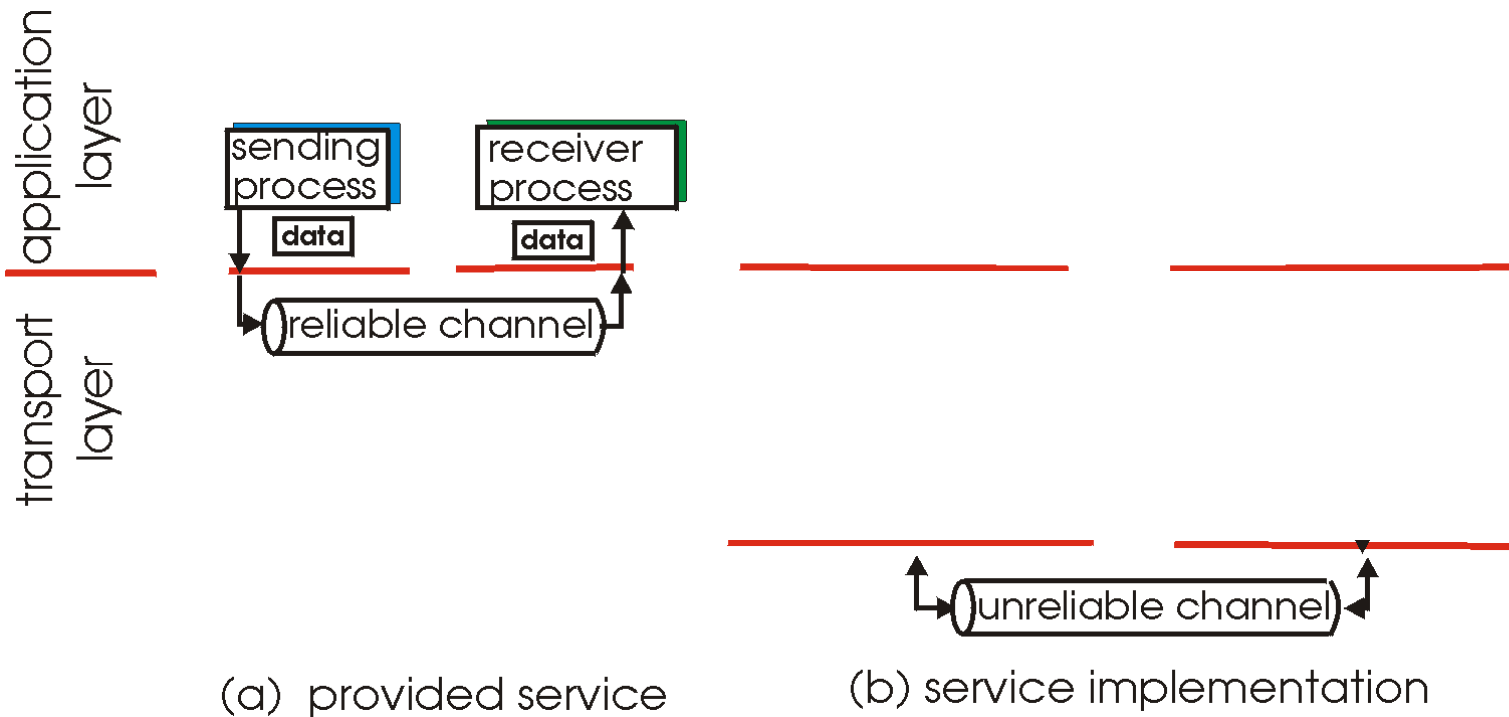 application
layer
transport
layer
sending
process
receiver
process
data
data
reliable channel
unreliable channel
(a) provided service
(b) service implementation